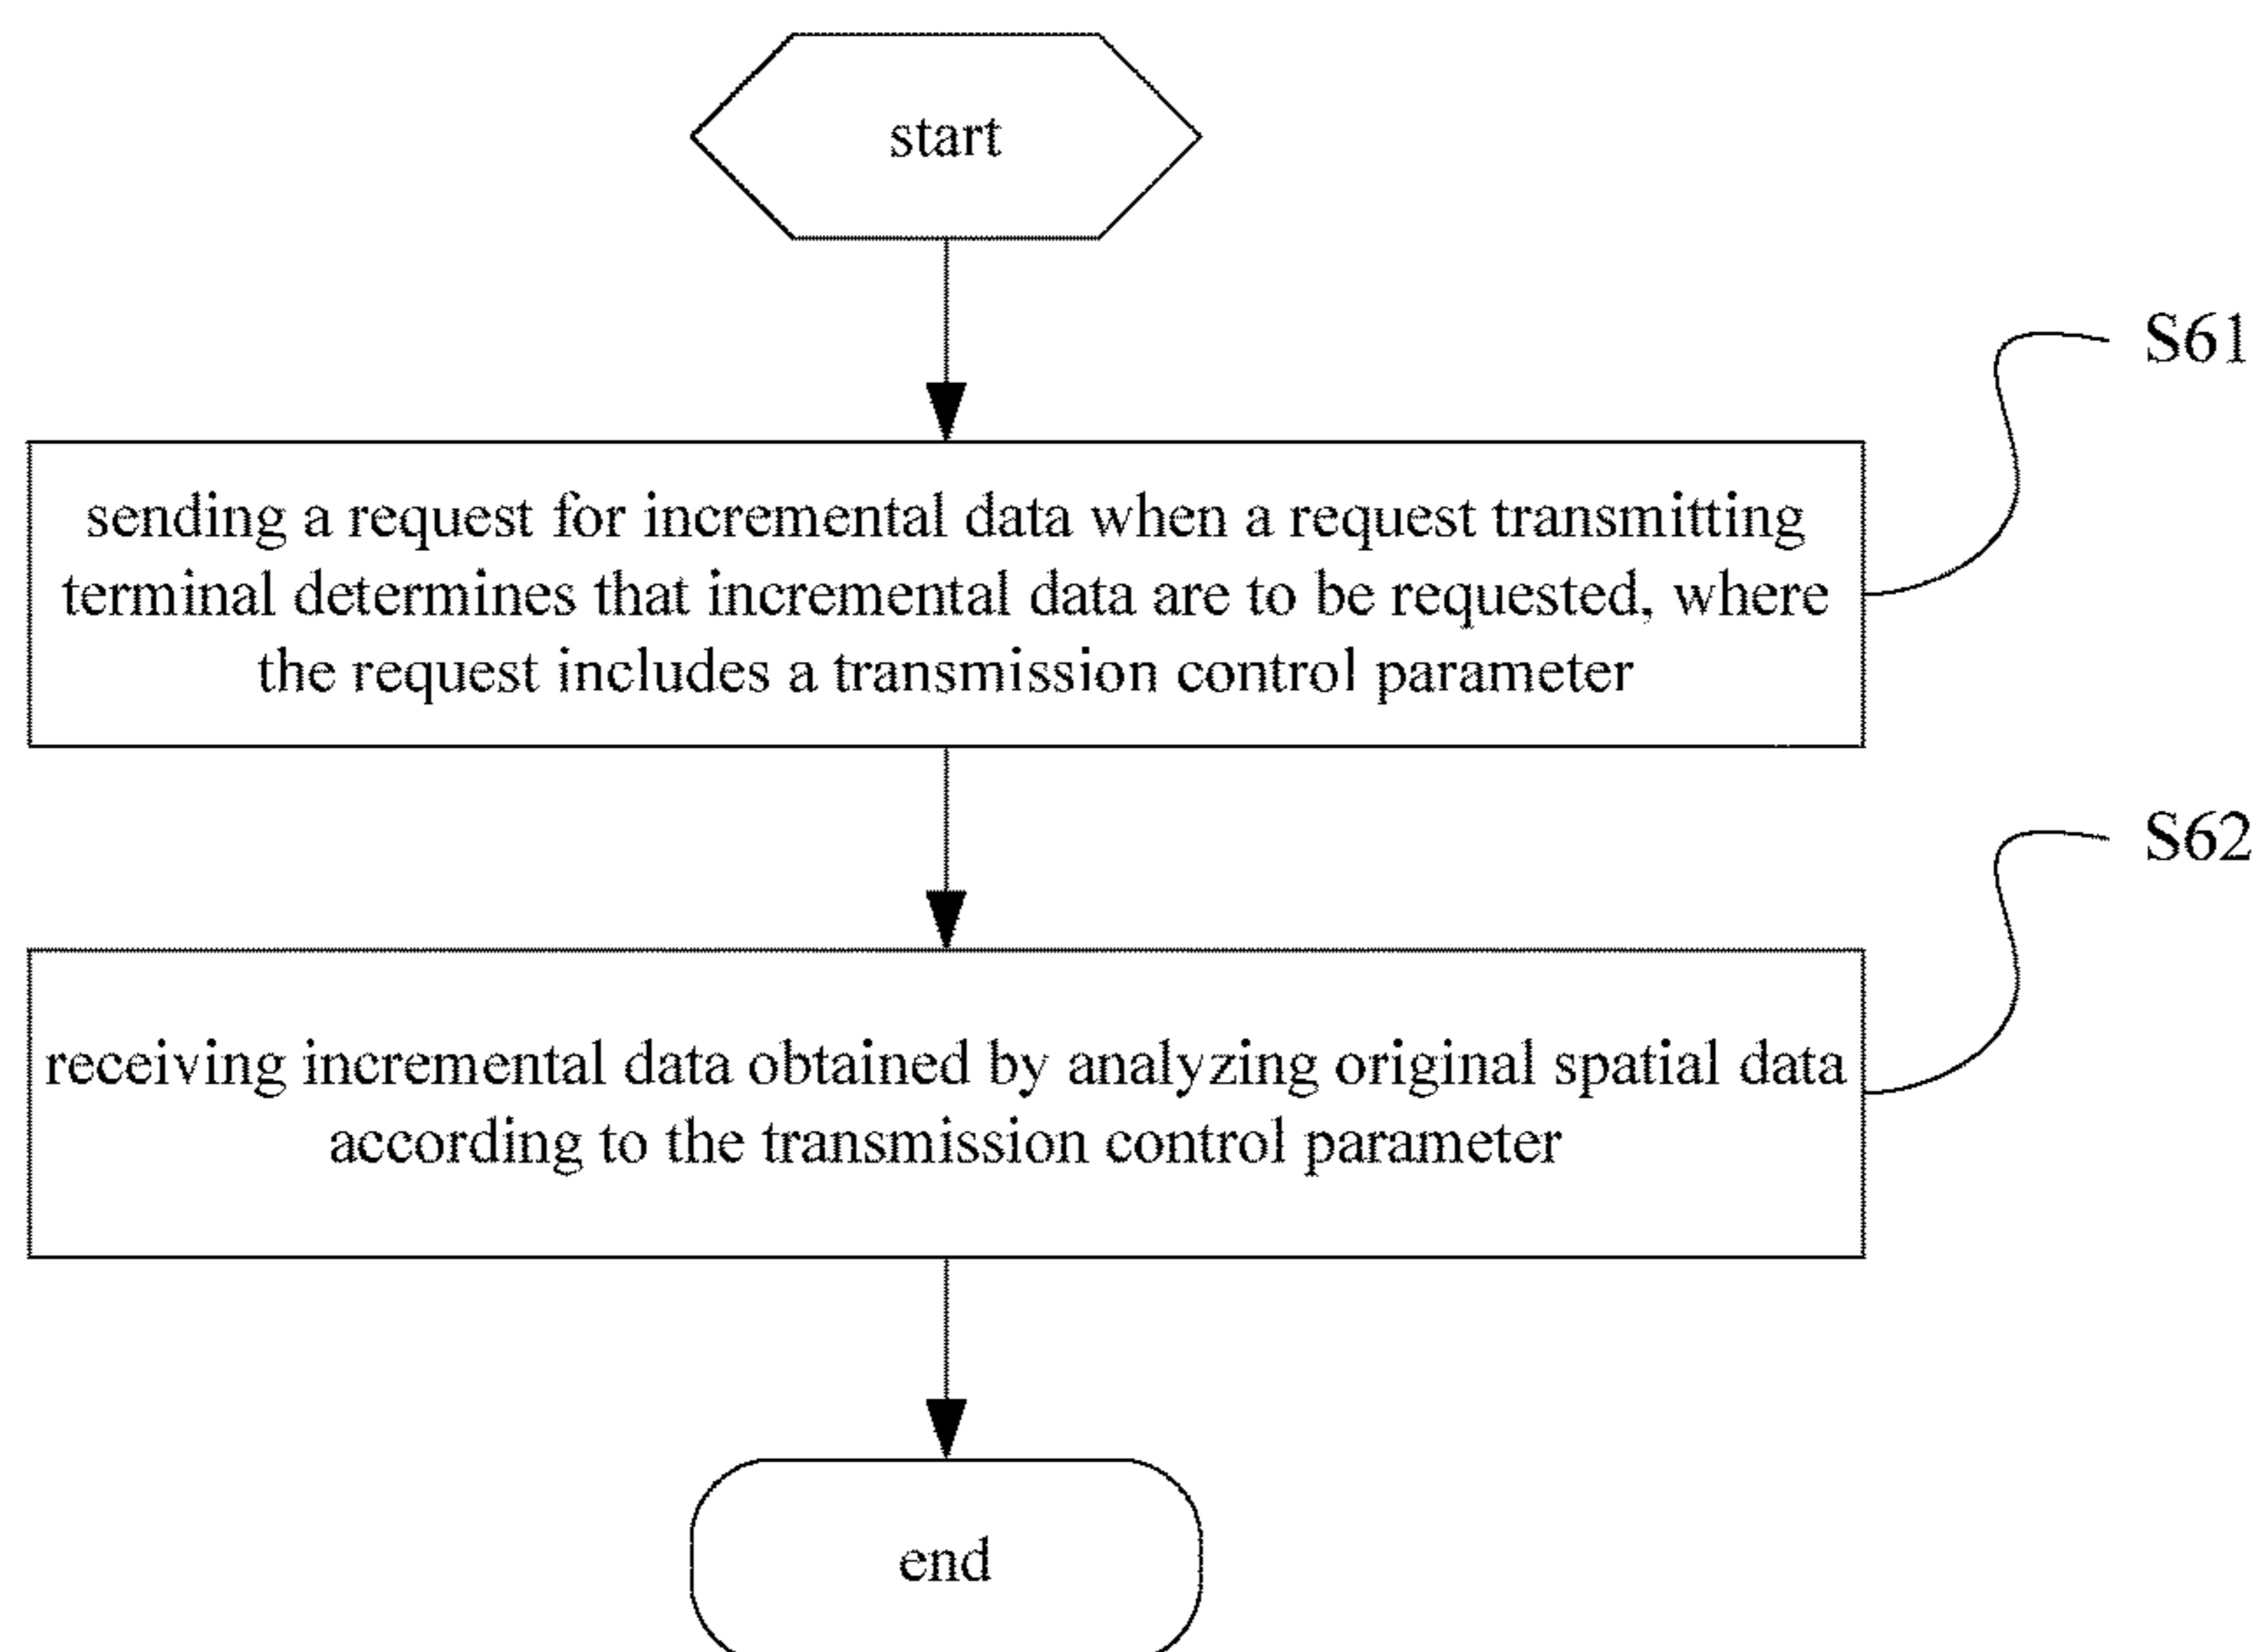 start
S61
sending a request for incremental data when a request transmitting
terminal determines that incremental data are to be requested, where
the request includes a transmission control parameter
S62
receiving incremental data obtained by analyzing original spatial data
according to the transmission control parameter
end